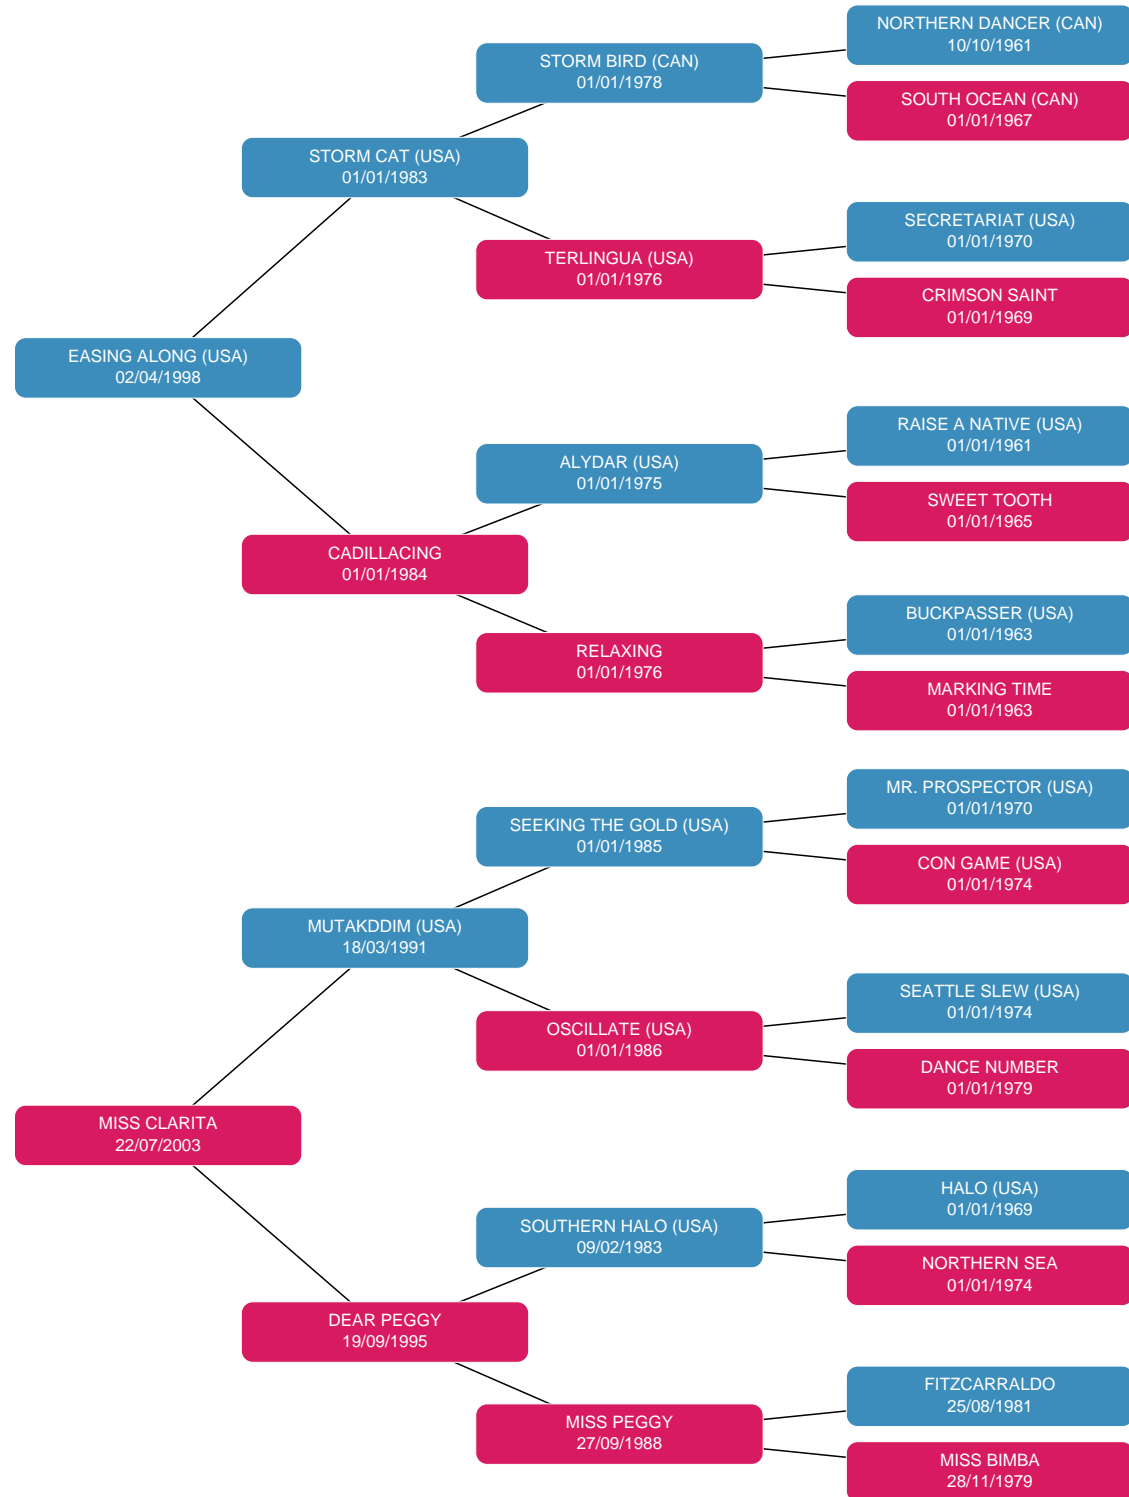 NORTHERN DANCER (CAN)
10/10/1961
STORM BIRD (CAN)
01/01/1978
SOUTH OCEAN (CAN)
01/01/1967
STORM CAT (USA)
01/01/1983
SECRETARIAT (USA)
01/01/1970
TERLINGUA (USA)
01/01/1976
CRIMSON SAINT
01/01/1969
EASING ALONG (USA)
02/04/1998
RAISE A NATIVE (USA)
01/01/1961
ALYDAR (USA)
01/01/1975
SWEET TOOTH
01/01/1965
CADILLACING
01/01/1984
BUCKPASSER (USA)
01/01/1963
RELAXING
01/01/1976
MARKING TIME
01/01/1963
MR. PROSPECTOR (USA)
01/01/1970
SEEKING THE GOLD (USA)
01/01/1985
CON GAME (USA)
01/01/1974
MUTAKDDIM (USA)
18/03/1991
SEATTLE SLEW (USA)
01/01/1974
OSCILLATE (USA)
01/01/1986
DANCE NUMBER
01/01/1979
MISS CLARITA
22/07/2003
HALO (USA)
01/01/1969
SOUTHERN HALO (USA)
09/02/1983
NORTHERN SEA
01/01/1974
DEAR PEGGY
19/09/1995
FITZCARRALDO
25/08/1981
MISS PEGGY
27/09/1988
MISS BIMBA
28/11/1979